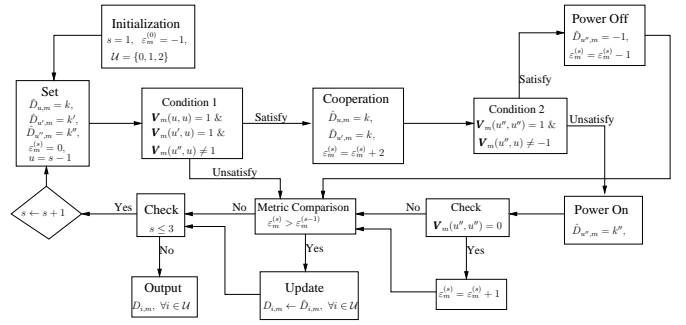 Initialization
s = 1, ε_m^{(0)} = −1,
𝒰 = {0, 1, 2}
Power Off
D̂_{u'',m} = −1,
ε_m^{(s)} = ε_m^{(s)} − 1
Set
D̂_{u,m} = k,
D̂_{u',m} = k',
D̂_{u'',m} = k'',
ε_m^{(s)} = 0,
u = s − 1
Condition 1
V_m(u, u) = 1 &
V_m(u', u) = 1 &
V_m(u'', u) ≠ 1
Satisfy
Unsatisfy
Cooperation
D̂_{u,m} = k,
D̂_{u',m} = k,
ε_m^{(s)} = ε_m^{(s)} + 2
Condition 2
V_m(u'', u'') = 1 &
V_m(u'', u) ≠ −1
Satisfy
Unsatisfy
s ← s + 1
Yes
Check
s ≤ 3
No
Metric Comparison
ε_m^{(s)} > ε_m^{(s−1)}
No
Check
V_m(u'', u'') = 0
Power On
D̂_{u'',m} = k'',
No
Yes
Yes
Output
D_{i,m}, ∀i ∈ 𝒰
Update
D_{i,m} ← D̂_{i,m}, ∀i ∈ 𝒰
ε_m^{(s)} = ε_m^{(s)} + 1